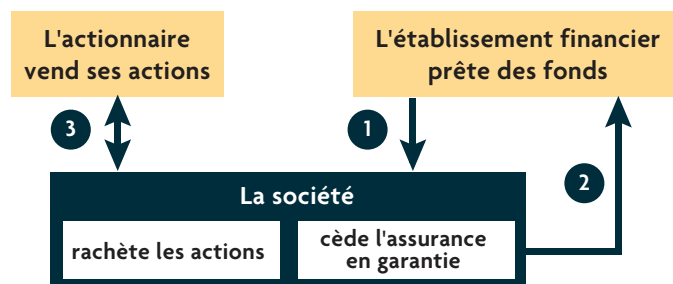 L'actionnaire
vend ses actions
L'établissement financier
prête des fonds
3
1
2
La société
rachète les actions
cède l'assurance
en garantie